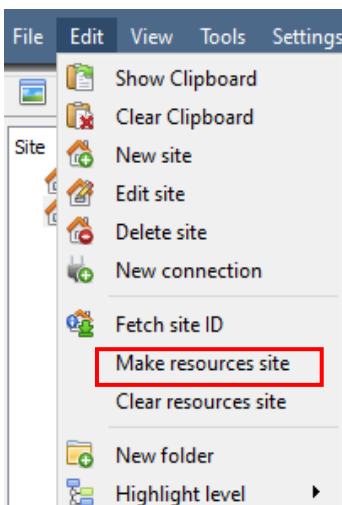 File Edit View Tools Settings
Show Clipboard
Clear Clipboard
Site
New site
Edit site
Delete site
New connection
Fetch site ID
Make resources site
Clear resources site
New folder
Highlight level